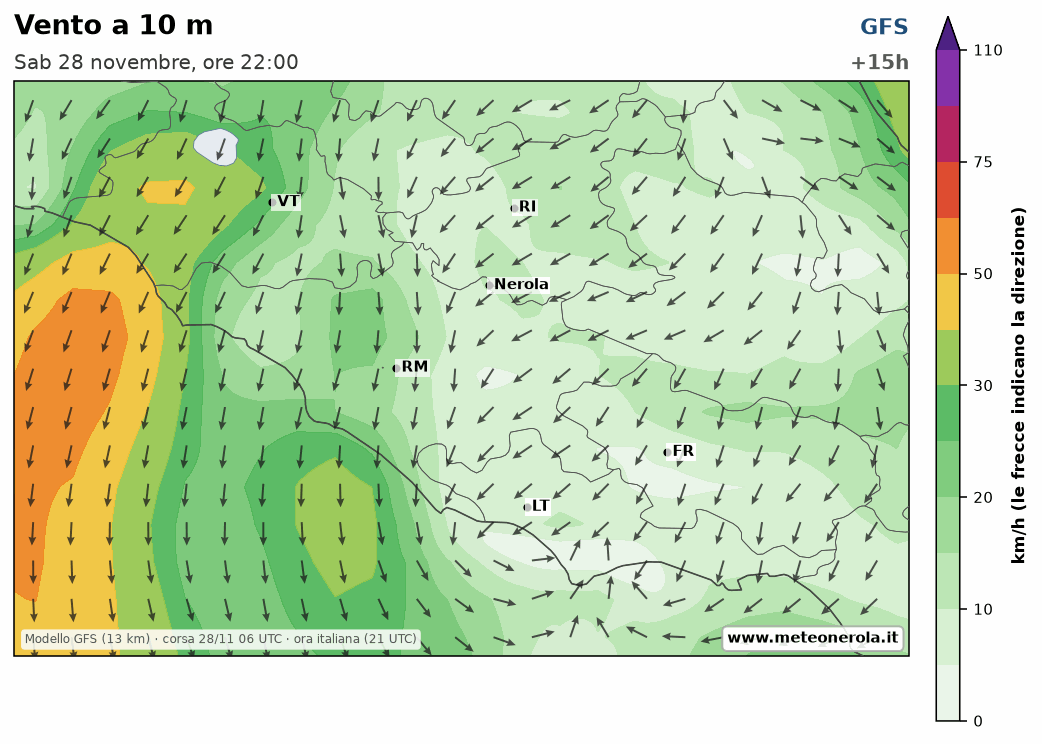 Vento a 10 m
GFS
Sab 28 novembre, ore 22:00
+15h
110
75
50
30
20
10
0
km/h (le frecce indicano la direzione)
VT
RI
Nerola
RM
FR
LT
Modello GFS (13 km) · corsa 28/11 06 UTC · ora italiana (21 UTC)
www.meteonerola.it